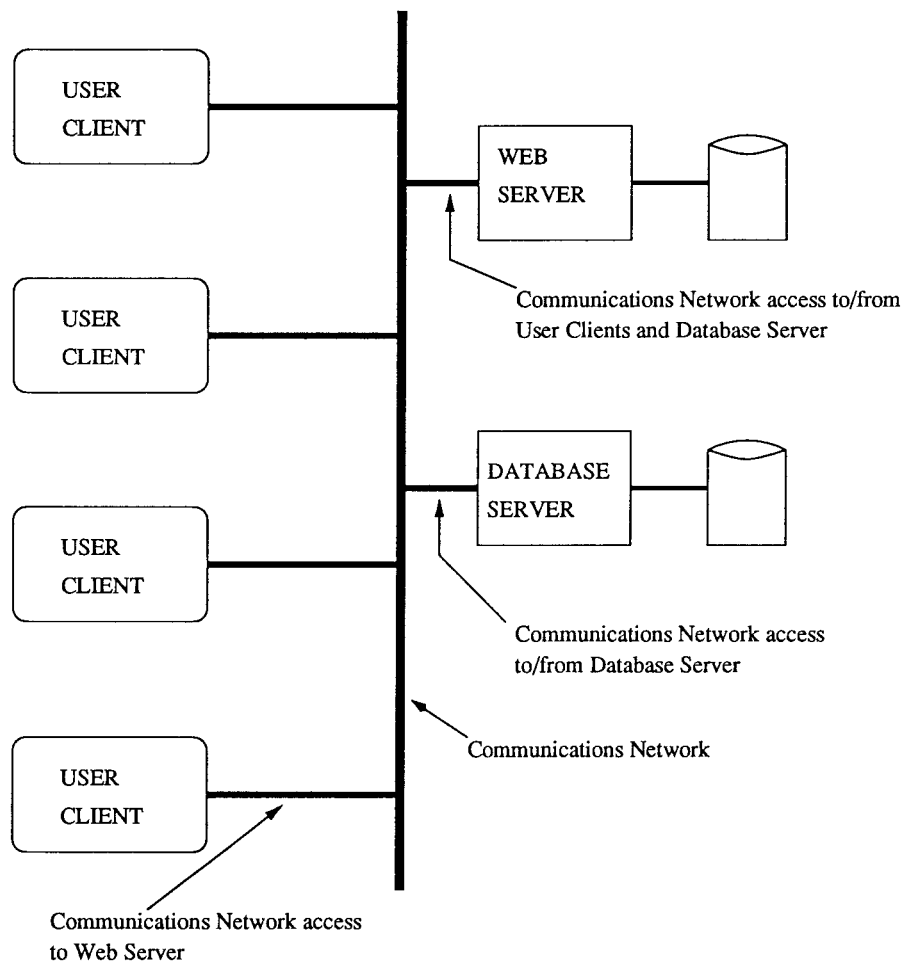 USER
CLIENT
WEB
SERVER
Communications Network access to/from
User Clients and Database Server
USER
CLIENT
DATABASE
SERVER
USER
CLIENT
Communications Network access
to/from Database Server
Communications Network
USER
CLIENT
Communications Network access
to Web Server